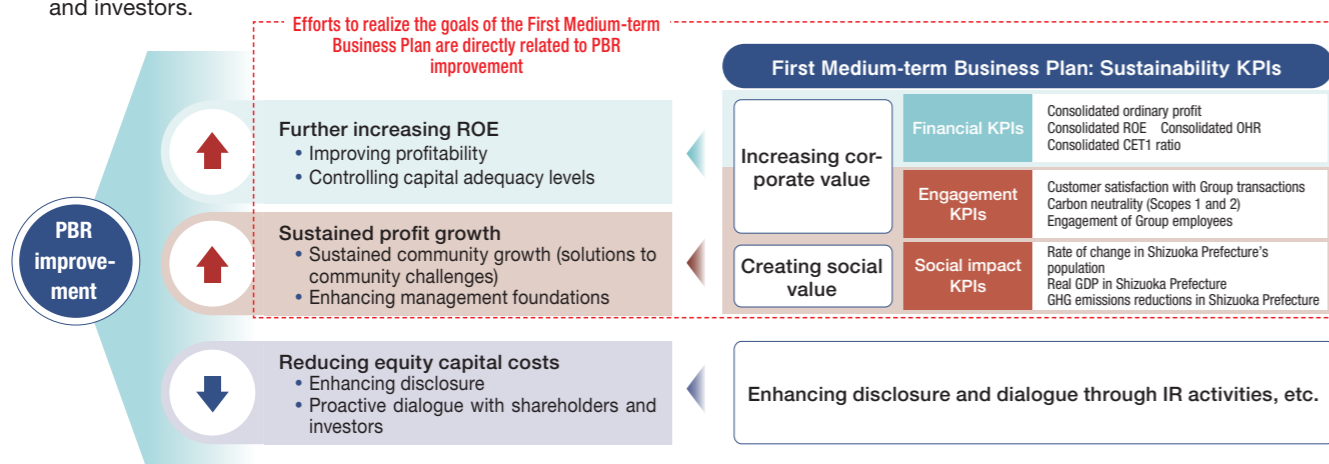 and investors.
Efforts to realize the goals of the First Medium-term
Business Plan are directly related to PBR
improvement
First Medium-term Business Plan: Sustainability KPIs
PBR
improve-
ment
Further increasing ROE
• Improving profitability
• Controlling capital adequacy levels
Increasing cor-
porate value
Financial KPIs
Consolidated ordinary profit
Consolidated ROE Consolidated OHR
Consolidated CET1 ratio
Engagement
KPIs
Customer satisfaction with Group transactions
Carbon neutrality (Scopes 1 and 2)
Engagement of Group employees
Sustained profit growth
• Sustained community growth (solutions to
community challenges)
• Enhancing management foundations
Creating social
value
Social impact
KPIs
Rate of change in Shizuoka Prefecture's
population
Real GDP in Shizuoka Prefecture
GHG emissions reductions in Shizuoka Prefecture
Reducing equity capital costs
• Enhancing disclosure
• Proactive dialogue with shareholders and
investors
Enhancing disclosure and dialogue through IR activities, etc.